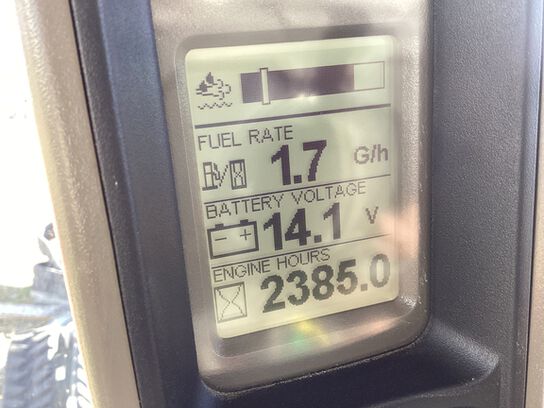 FUEL RATE
1.7 G/h
BATTERY VOLTAGE
- + 14.1 V
ENGINE HOURS
2385.0